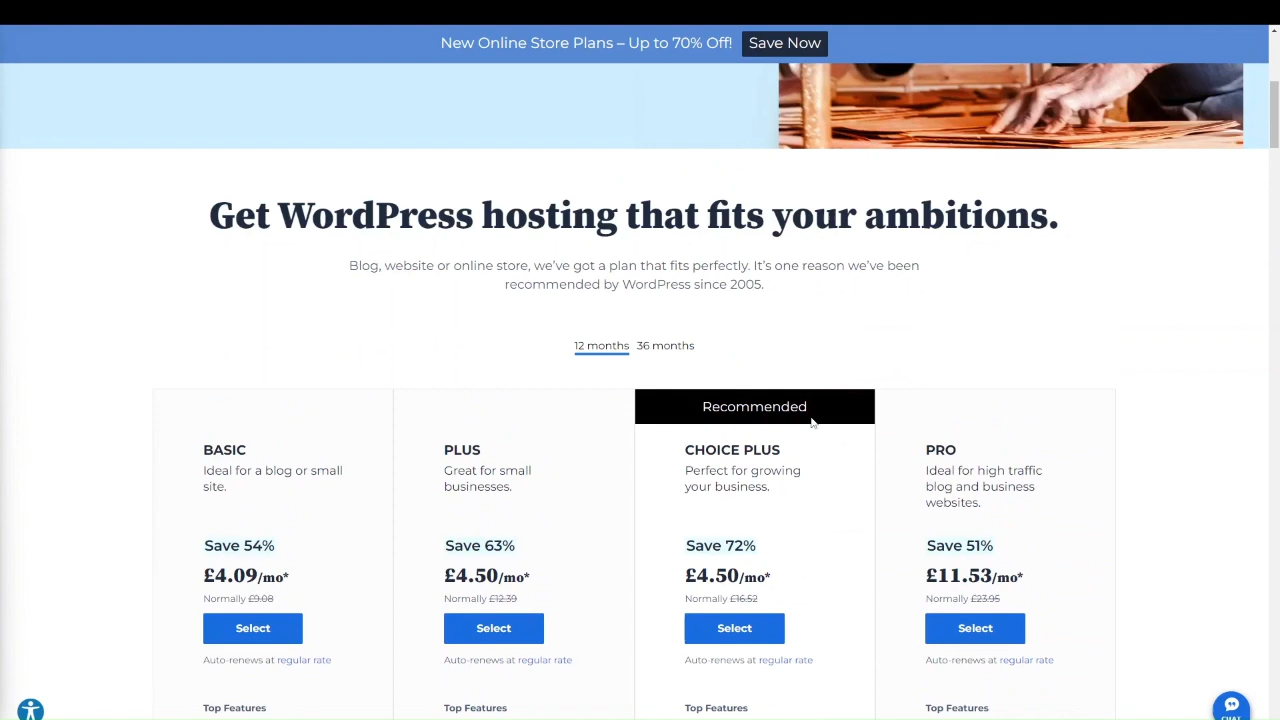 New Online Store Plans – Up to 70% Off! Save Now
Get WordPress hosting that fits your ambitions.
Blog, website or online store, we've got a plan that fits perfectly. It's one reason we've been
recommended by WordPress since 2005.
12 months 36 months
Recommended
BASIC
Ideal for a blog or small
site.
Save 54%
£4.09/mo*
Normally £9.08
Select
Auto-renews at regular rate
Top Features
PLUS
Great for small
businesses.
Save 63%
£4.50/mo*
Normally £12.39
Select
Auto-renews at regular rate
Top Features
CHOICE PLUS
Perfect for growing
your business.
Save 72%
£4.50/mo*
Normally £16.52
Select
Auto-renews at regular rate
Top Features
PRO
Ideal for high traffic
blog and business
websites.
Save 51%
£11.53/mo*
Normally £23.95
Select
Auto-renews at regular rate
Top Features
CHAT